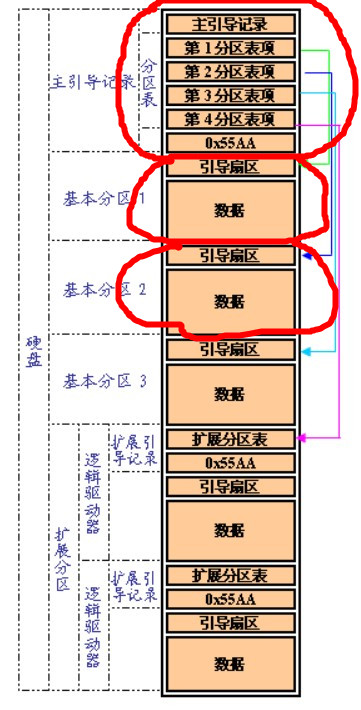 主引导记录
第1分区表项
第2分区表项
第3分区表项
第4分区表项
0x55AA
主引导记录
分区表
引导扇区
数据
基本分区 1
引导扇区
数据
基本分区 2
引导扇区
数据
基本分区 3
硬盘
扩展分区
逻辑驱动器
扩展引导记录
扩展分区表
0x55AA
引导扇区
数据
逻辑驱动器
扩展引导记录
扩展分区表
0x55AA
引导扇区
数据